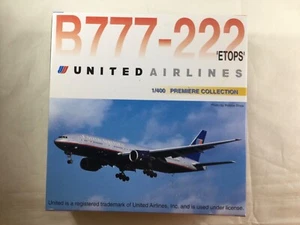 B777-222
'ETOPS'
UNITED AIRLINES
1/400 PREMIERE COLLECTION
United is a registered trademark of United Airlines, Inc. and is used under license.